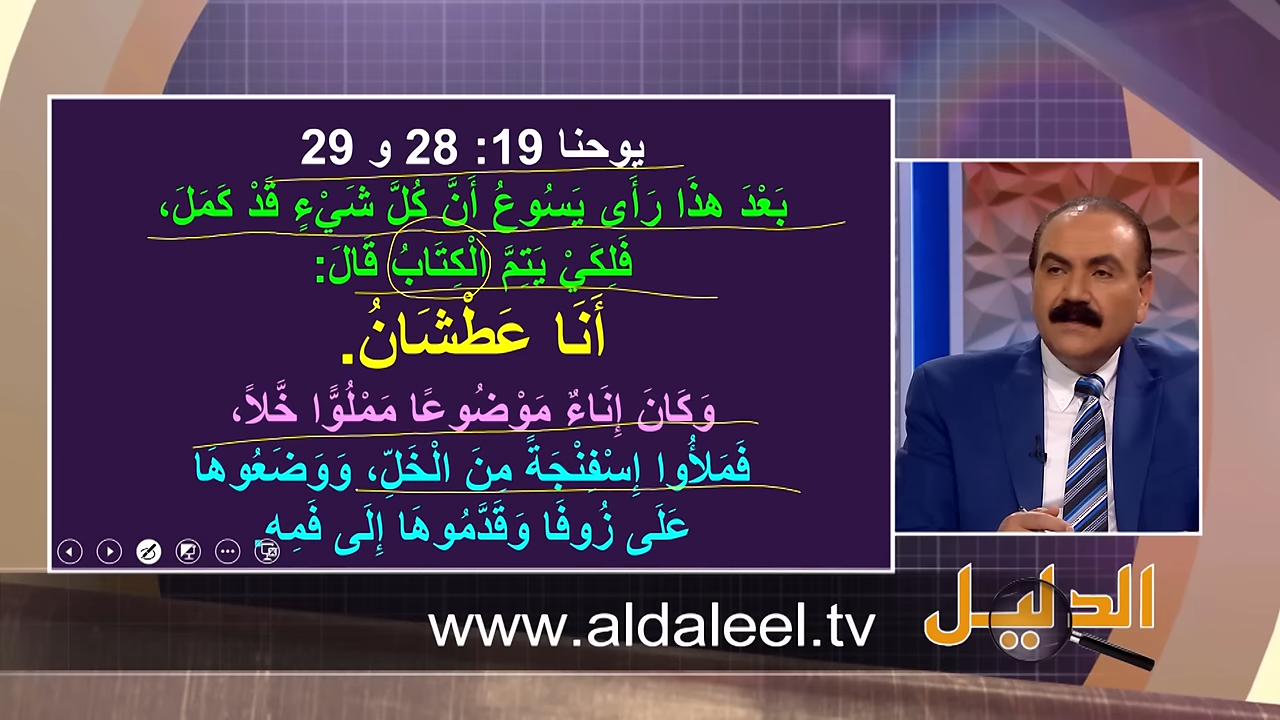 يوحنا 19: 28 و 29
بَعْدَ هذَا رَأَى يَسُوعُ أَنَّ كُلَّ شَيْءٍ قَدْ كَمَلَ،
فَلِكَيْ يَتِمَّ الْكِتَابُ قَالَ:
أَنَا عَطْشَانُ.
وَكَانَ إِنَاءٌ مَوْضُوعًا مَمْلُوًّا خَّلاً،
فَمَلأُوا إِسْفِنْجَةً مِنَ الْخَلِّ، وَوَضَعُوهَا
عَلَى زُوفَا وَقَدَّمُوهَا إِلَى فَمِهِ
www.aldaleel.tv
الدليل